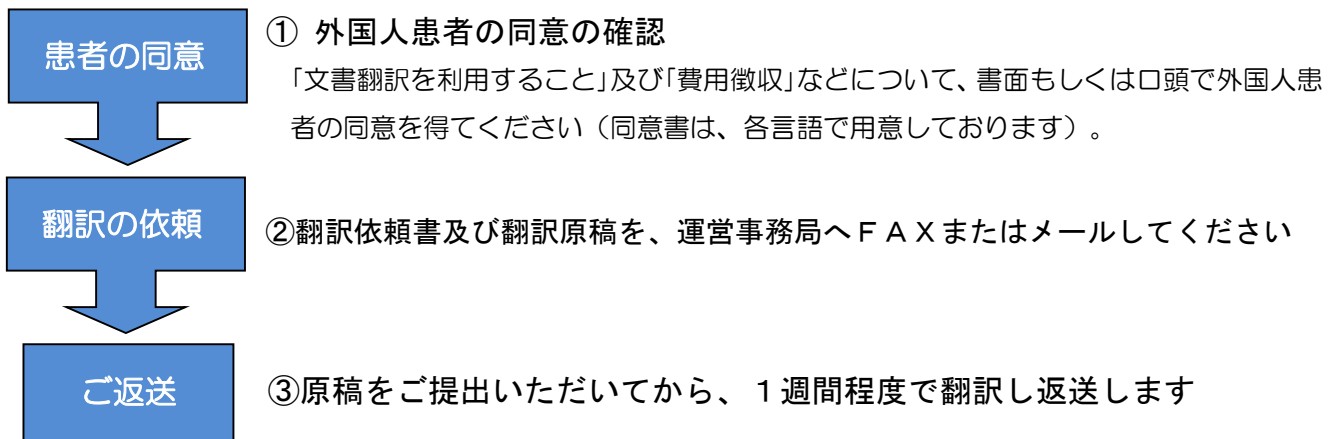 患者の同意
① 外国人患者の同意の確認
「文書翻訳を利用すること」及び「費用徴収」などについて、書面もしくは口頭で外国人患
者の同意を得てください（同意書は、各言語で用意しております）。
翻訳の依頼
②翻訳依頼書及び翻訳原稿を、運営事務局へＦＡＸまたはメールしてください
ご返送
③原稿をご提出いただいてから、１週間程度で翻訳し返送します